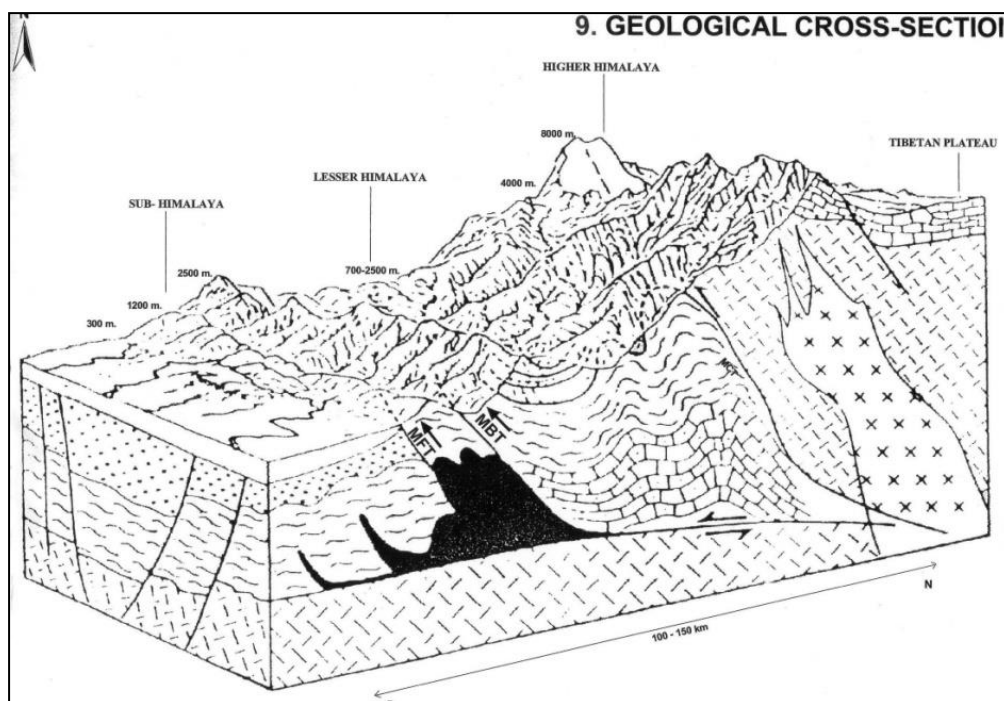 9. GEOLOGICAL CROSS-SECTIO
HIGHER HIMALAYA
8000 m.
TIBETAN PLATEAU
LESSER HIMALAYA
4000 m.
SUB- HIMALAYA
700-2500 m.
2500 m.
1200 m.
300 m.
MCT
MBT
MFT
N
100 - 150 km